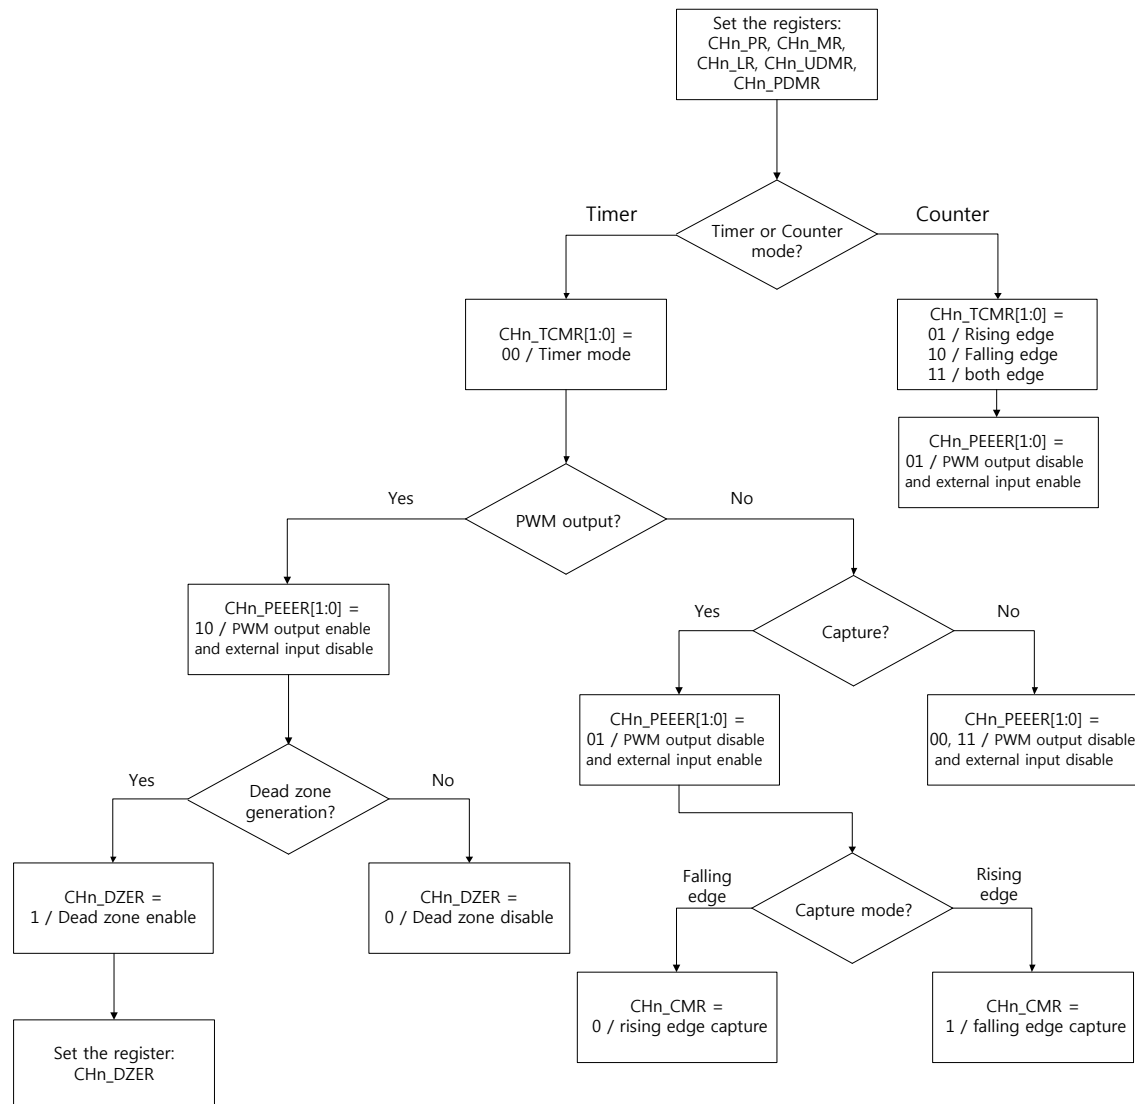 Set the registers:
CHn_PR, CHn_MR,
CHn_LR, CHn_UDMR,
CHn_PDMR
Timer
Counter
Timer or Counter
mode?
CHn_TCMR[1:0] =
00 / Timer mode
CHn_TCMR[1:0] =
01 / Rising edge
10 / Falling edge
11 / both edge
CHn_PEEER[1:0] =
01 / PWM output disable
and external input enable
Yes
No
PWM output?
CHn_PEEER[1:0] =
10 / PWM output enable
and external input disable
Yes
No
Capture?
CHn_PEEER[1:0] =
01 / PWM output disable
and external input enable
CHn_PEEER[1:0] =
00, 11 / PWM output disable
and external input disable
Yes
No
Dead zone
generation?
CHn_DZER =
1 / Dead zone enable
CHn_DZER =
0 / Dead zone disable
Falling
edge
Rising
edge
Capture mode?
CHn_CMR =
0 / rising edge capture
CHn_CMR =
1 / falling edge capture
Set the register:
CHn_DZER